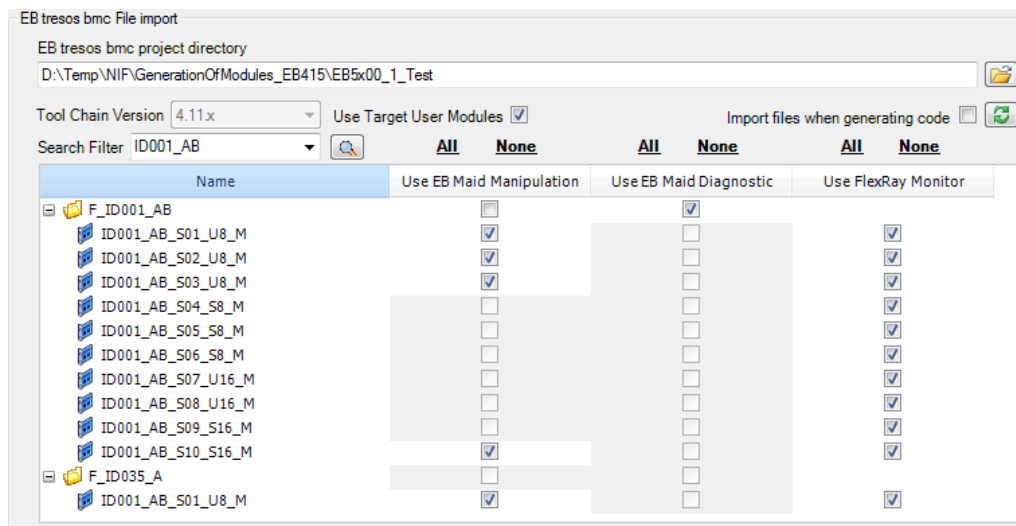 EB tresos bmc File import
EB tresos bmc project directory
D:\Temp\NIF\GenerationOfModules_EB415\EB5x00_1_Test
Tool Chain Version 4.11.x Use Target User Modules Import files when generating code
Search Filter ID001_AB All None All None All None
Name Use EB Maid Manipulation Use EB Maid Diagnostic Use FlexRay Monitor
F_ID001_AB
ID001_AB_S01_U8_M
ID001_AB_S02_U8_M
ID001_AB_S03_U8_M
ID001_AB_S04_S8_M
ID001_AB_S05_S8_M
ID001_AB_S06_S8_M
ID001_AB_S07_U16_M
ID001_AB_S08_U16_M
ID001_AB_S09_S16_M
ID001_AB_S10_S16_M
F_ID035_A
ID001_AB_S01_U8_M